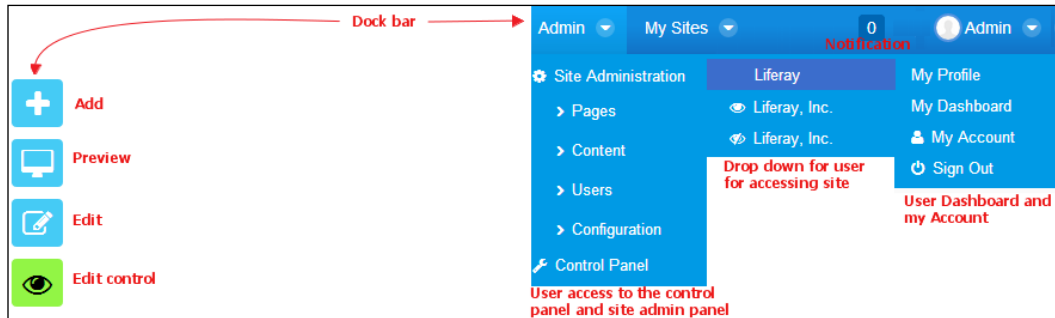 Dock bar
Admin
My Sites
0
Admin
Notification
Add
Preview
Edit
Edit control
Site Administration
Pages
Content
Users
Configuration
Control Panel
User access to the control
panel and site admin panel
Liferay
Liferay, Inc.
Liferay, Inc.
Drop down for user
for accessing site
My Profile
My Dashboard
My Account
Sign Out
User Dashboard and
my Account